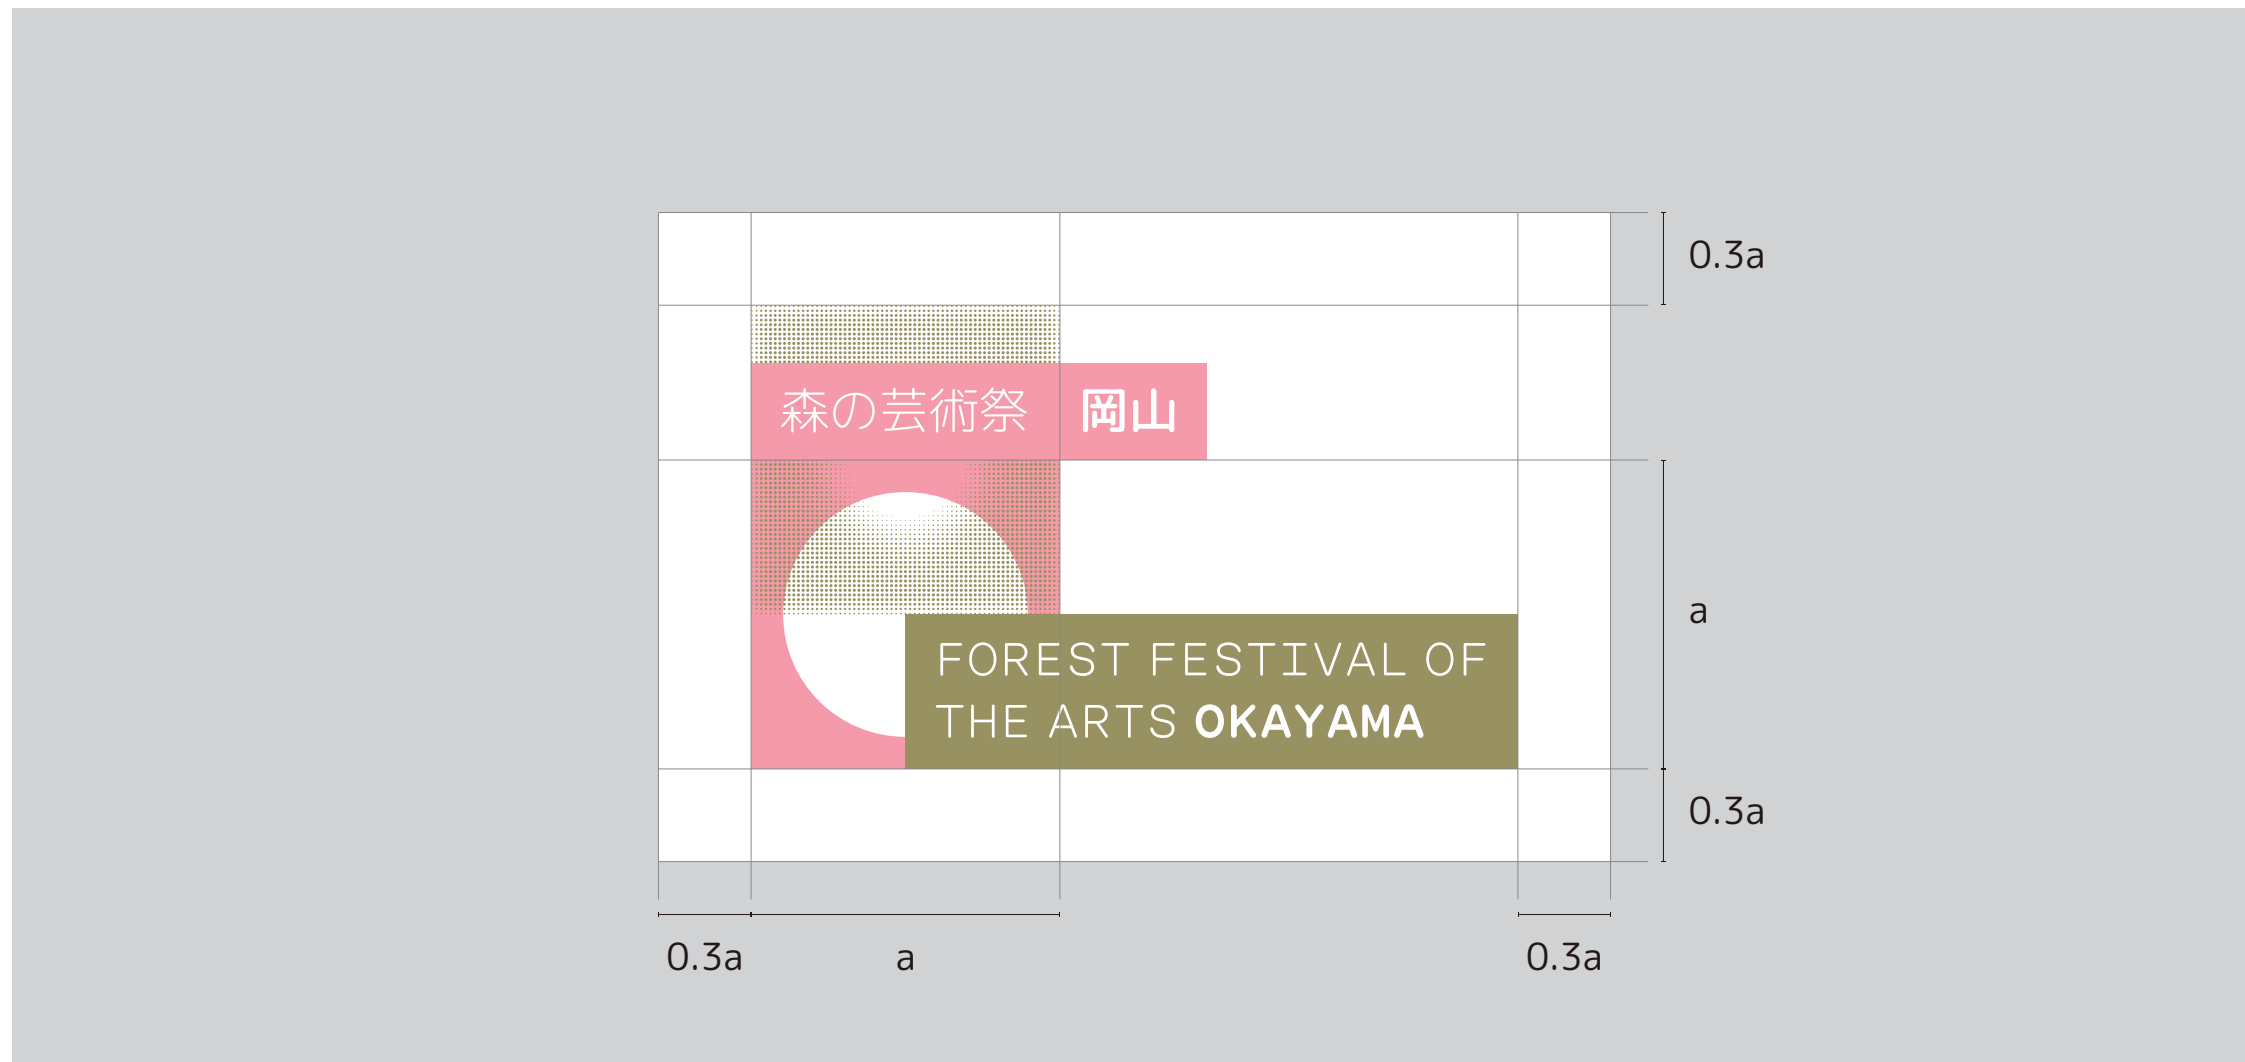 0.3a
森の芸術祭 岡山
a
FOREST FESTIVAL OF
THE ARTS OKAYAMA
0.3a
0.3a
a
0.3a